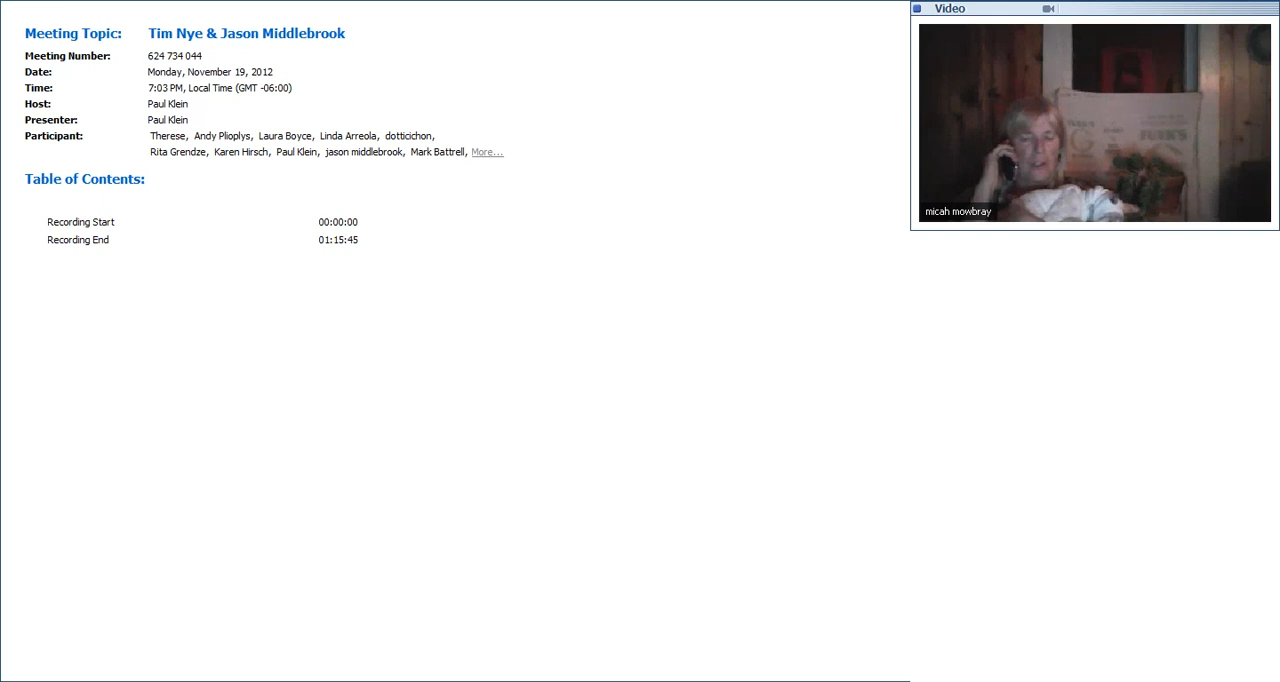 Meeting Topic: Tim Nye & Jason Middlebrook
Meeting Number: 624 734 044
Date: Monday, November 19, 2012
Time: 7:03 PM, Local Time (GMT -06:00)
Host: Paul Klein
Presenter: Paul Klein
Participant: Therese, Andy Plioplys, Laura Boyce, Linda Arreola, dotticichon,
Rita Grendze, Karen Hirsch, Paul Klein, jason middlebrook, Mark Battrell, More...
Table of Contents:
Recording Start 00:00:00
Recording End 01:15:45
Video
micah mowbray